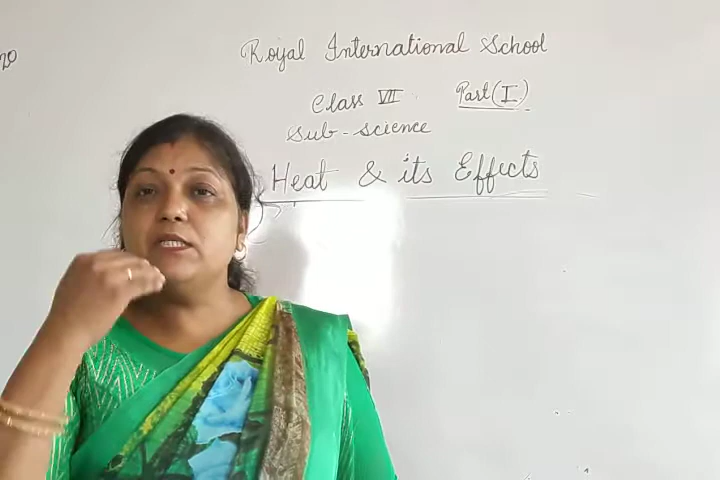 Royal International School
Class VII Part (I)
Sub - science
Heat & its Effects